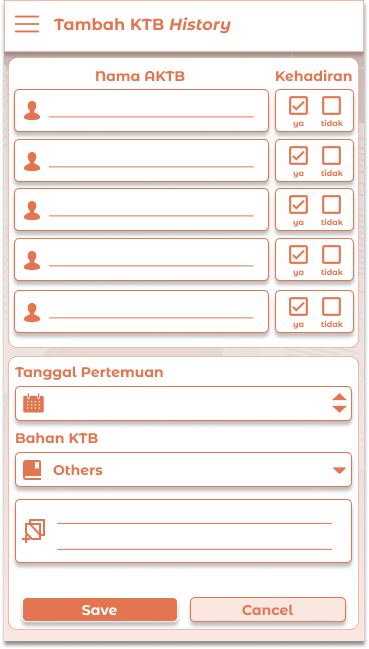 Tambah KTB History
Nama AKTB Kehadiran
ya tidak
ya tidak
ya tidak
ya tidak
ya tidak
Tanggal Pertemuan
Bahan KTB
Others
Save Cancel